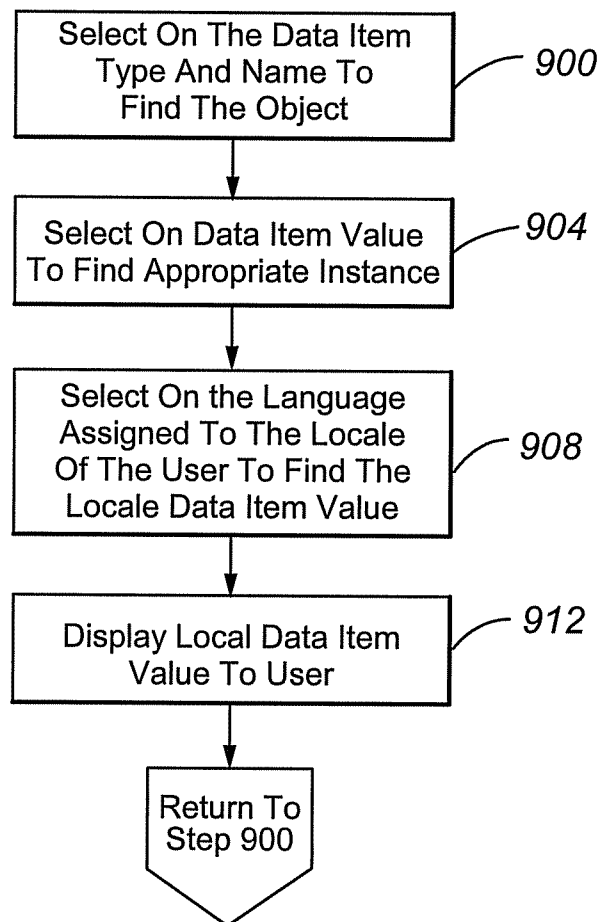 Select On The Data Item
Type And Name To
Find The Object
900
Select On Data Item Value
To Find Appropriate Instance
904
Select On the Language
Assigned To The Locale
Of The User To Find The
Locale Data Item Value
908
Display Local Data Item
Value To User
912
Return To
Step 900